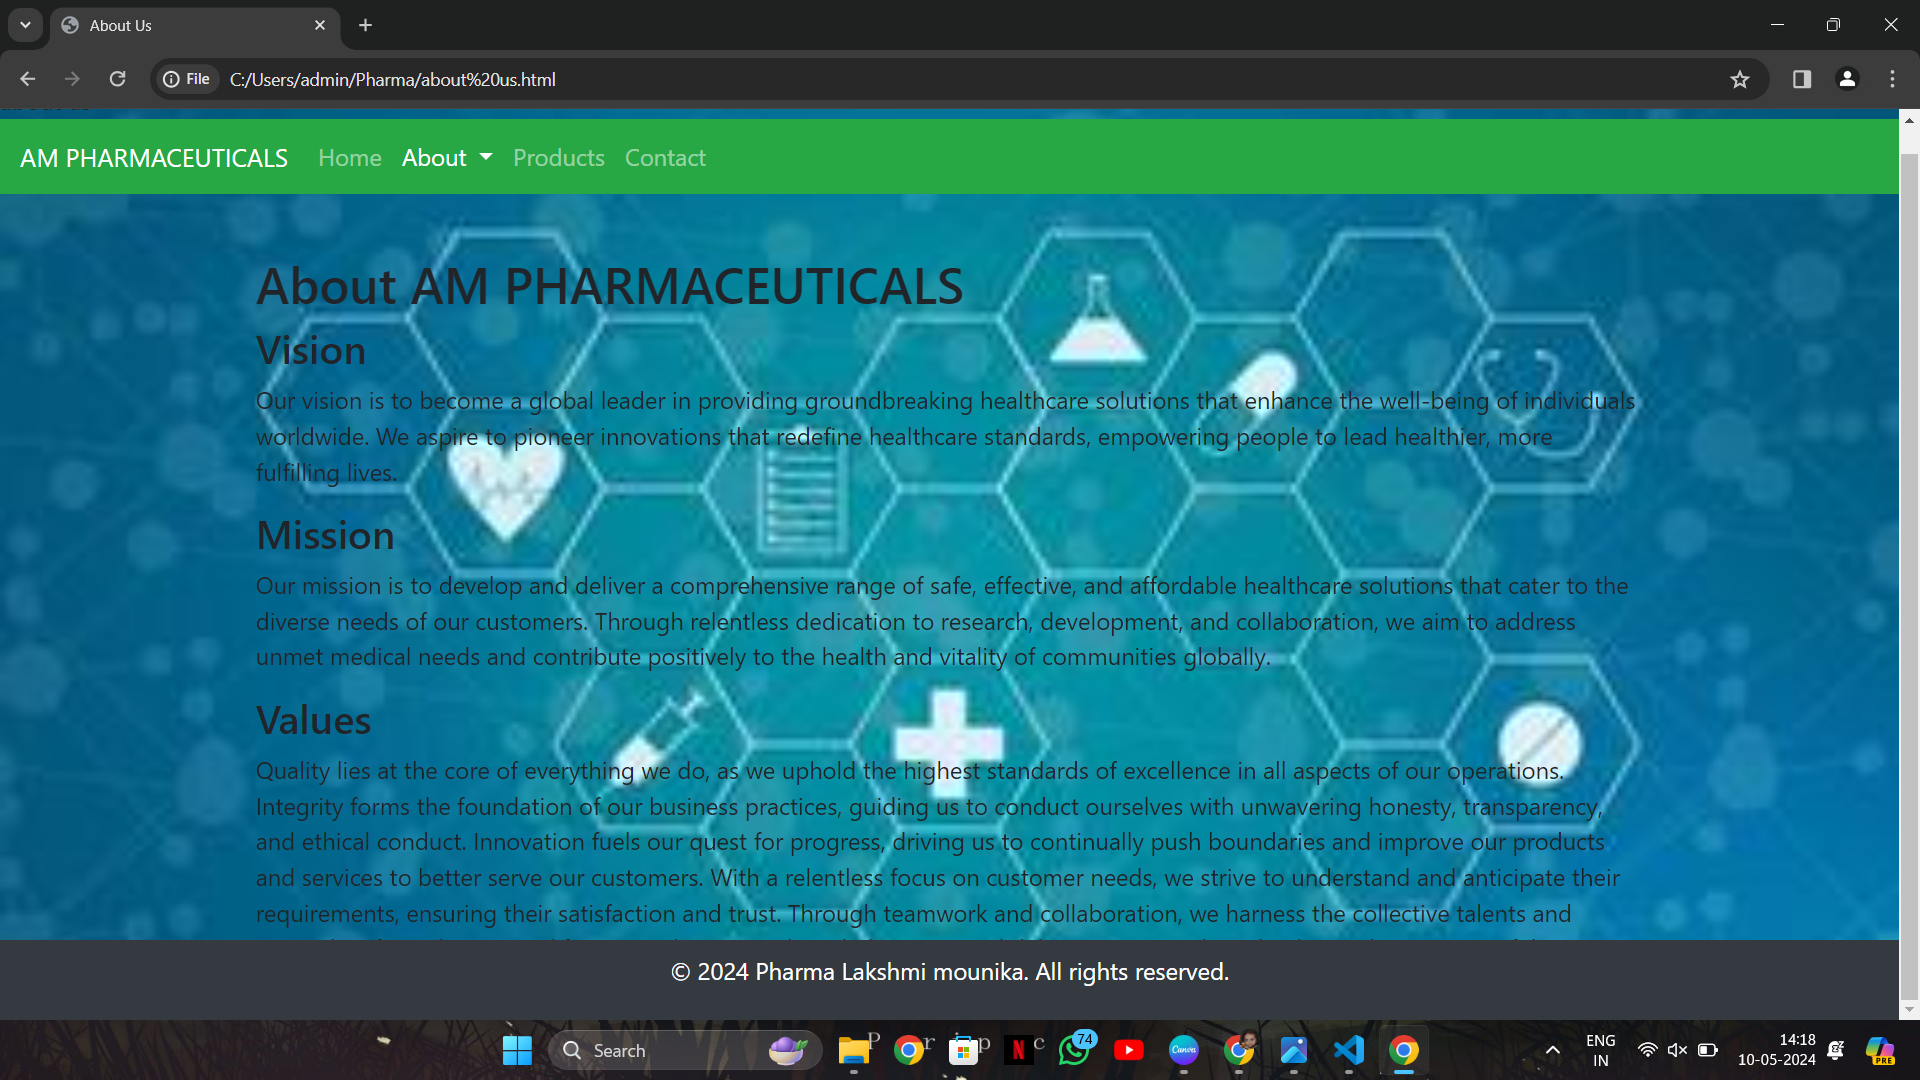 About Us
File C:/Users/admin/Pharma/about%20us.html
AM PHARMACEUTICALS Home About Products Contact
About AM PHARMACEUTICALS
Vision
Our vision is to become a global leader in providing groundbreaking healthcare solutions that enhance the well-being of individuals
worldwide. We aspire to pioneer innovations that redefine healthcare standards, empowering people to lead healthier, more
fulfilling lives.
Mission
Our mission is to develop and deliver a comprehensive range of safe, effective, and affordable healthcare solutions that cater to the
diverse needs of our customers. Through relentless dedication to research, development, and collaboration, we aim to address
unmet medical needs and contribute positively to the health and vitality of communities globally.
Values
Quality lies at the core of everything we do, as we uphold the highest standards of excellence in all aspects of our operations.
Integrity forms the foundation of our business practices, guiding us to conduct ourselves with unwavering honesty, transparency,
and ethical conduct. Innovation fuels our quest for progress, driving us to continually push boundaries and improve our products
and services to better serve our customers. With a relentless focus on customer needs, we strive to understand and anticipate their
requirements, ensuring their satisfaction and trust. Through teamwork and collaboration, we harness the collective talents and
© 2024 Pharma Lakshmi mounika. All rights reserved.
Search
P r i p c
N
74
Canva
PRE
ENG
IN
14:18
10-05-2024